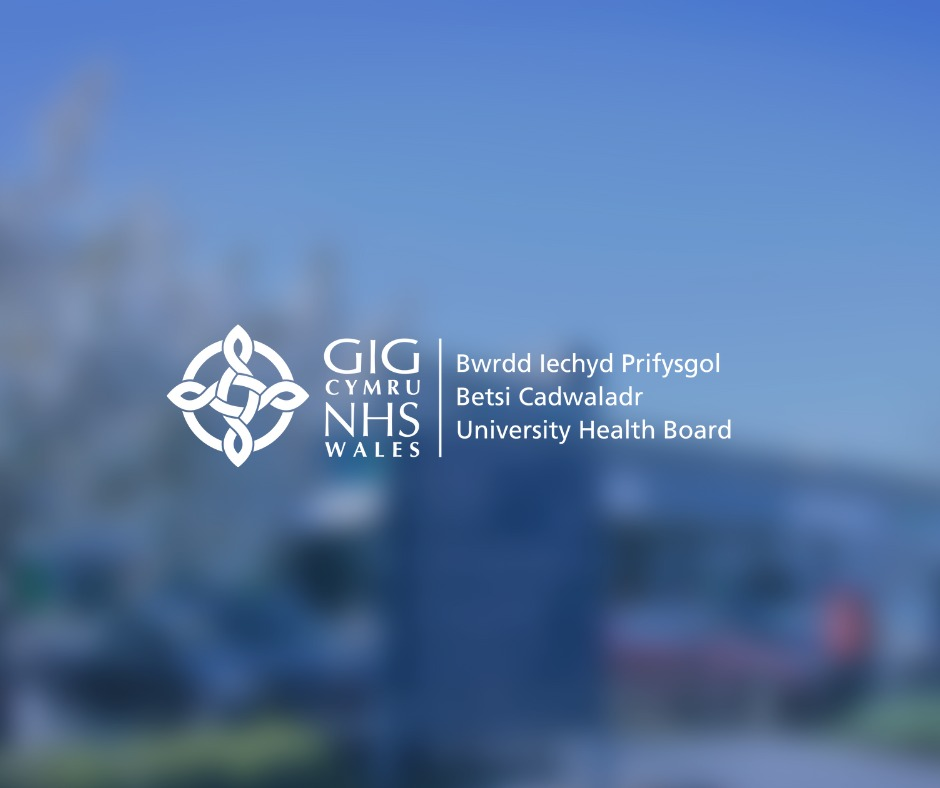 GIG
CYMRU
NHS
WALES
Bwrdd Iechyd Prifysgol
Betsi Cadwaladr
University Health Board